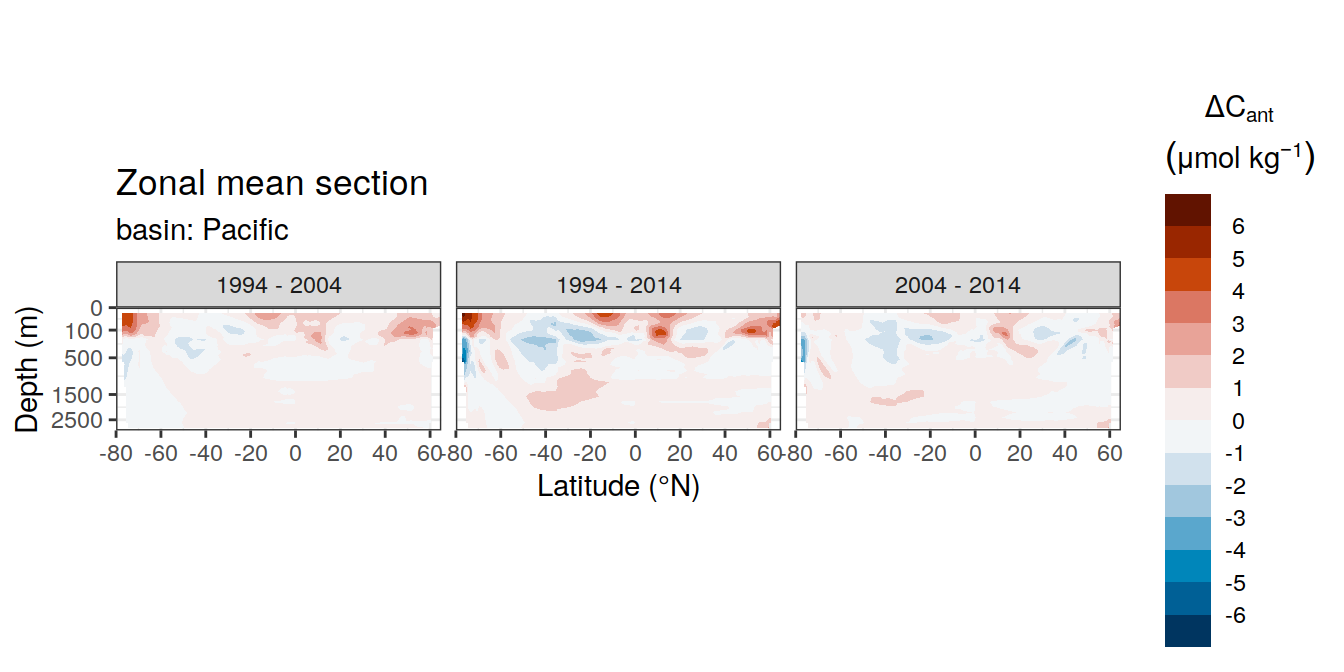 ΔCant
(μmol kg−1)
Zonal mean section
basin: Pacific
1994 - 2004
1994 - 2014
2004 - 2014
Depth (m)
0
100
500
1500
2500
-80 -60 -40 -20 0 20 40 60
-80 -60 -40 -20 0 20 40 60
-80 -60 -40 -20 0 20 40 60
Latitude (°N)
6
5
4
3
2
1
0
-1
-2
-3
-4
-5
-6